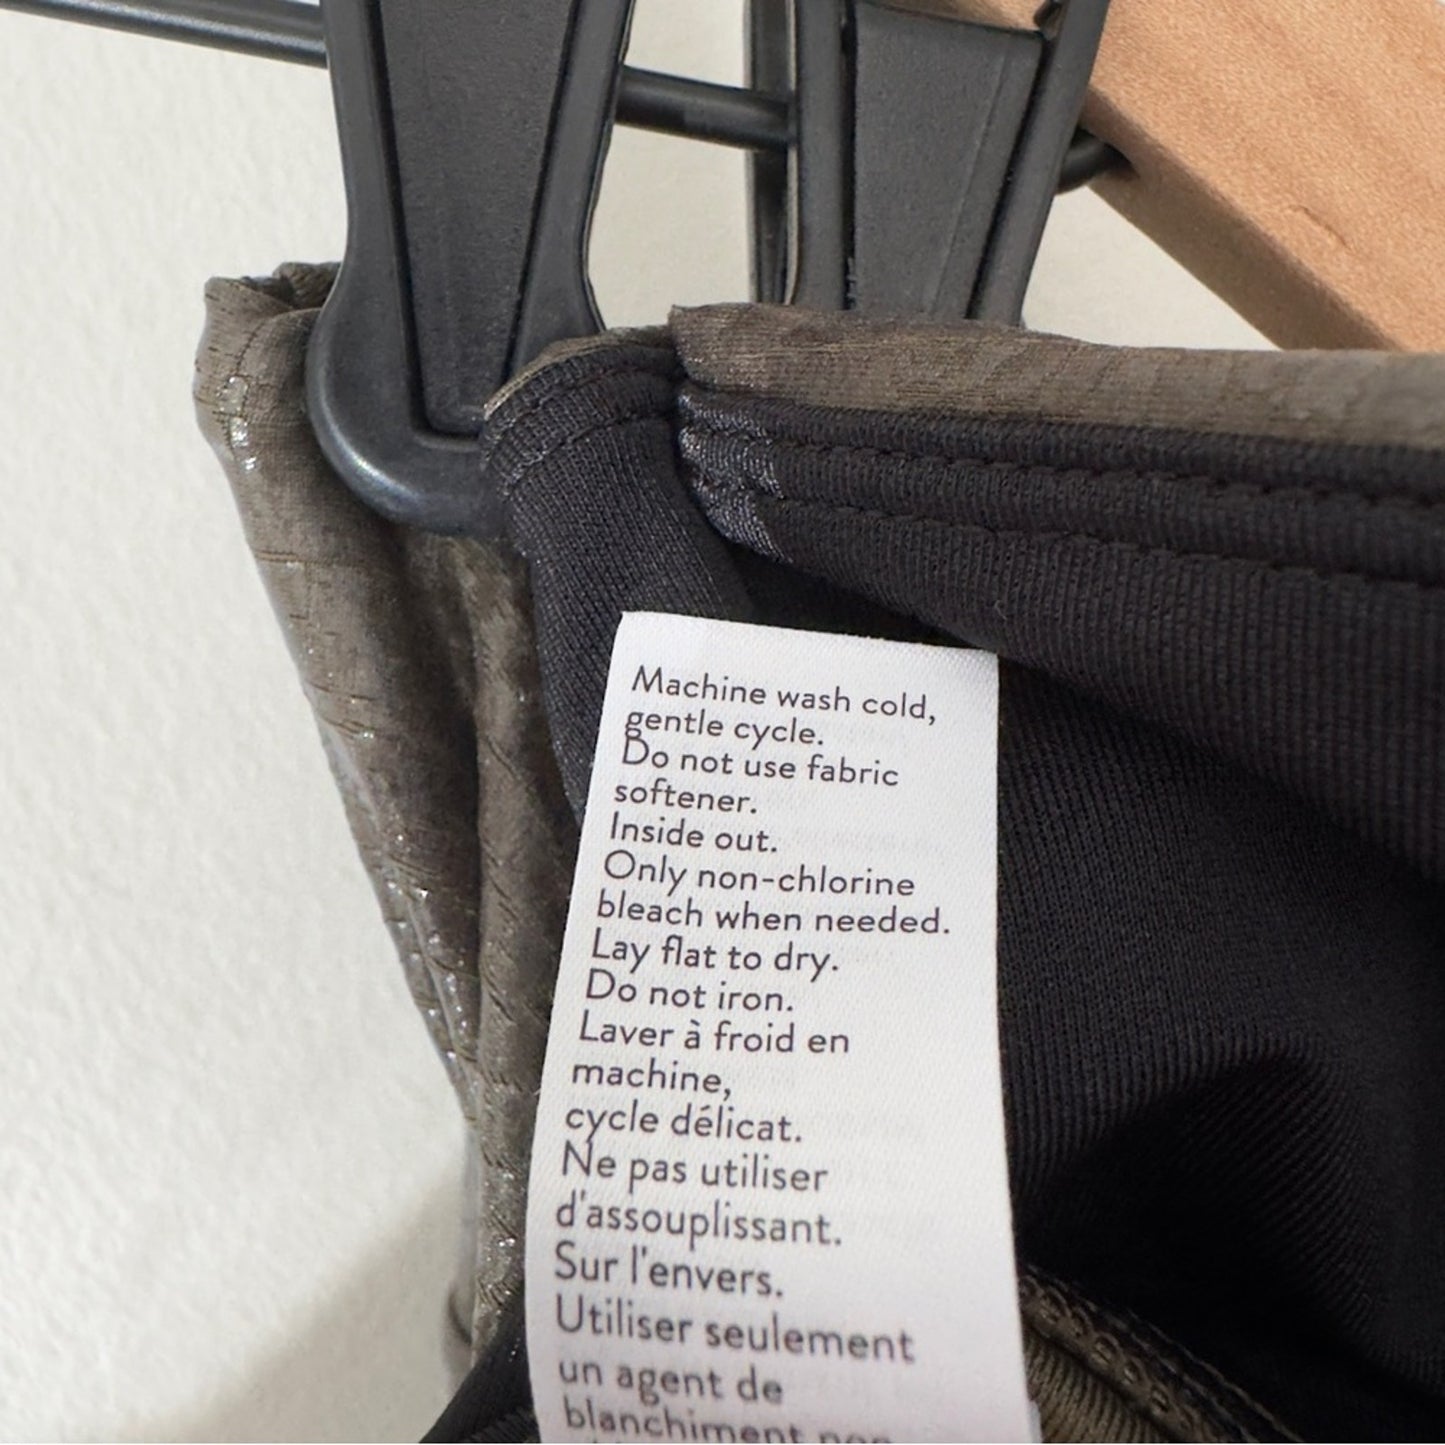 Machine wash cold,
gentle cycle.
Do not use fabric
softener.
Inside out.
Only non-chlorine
bleach when needed.
Lay flat to dry.
Do not iron.
Laver à froid en
machine,
cycle délicat.
Ne pas utiliser
d'assouplissant.
Sur l'envers.
Utiliser seulement
un agent de
blanchiment non